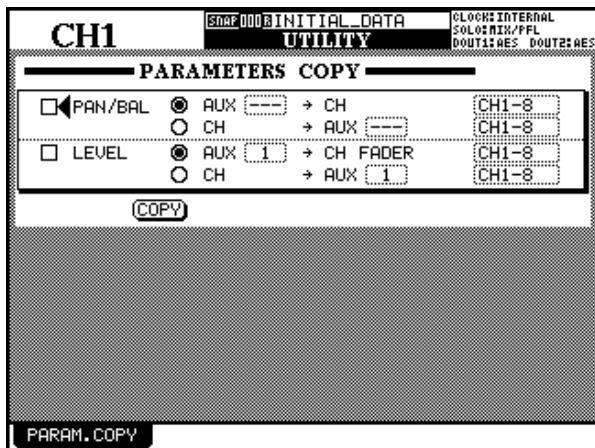 CH1
SNAP 000 INITIAL_DATA
UTILITY
CLOCK:INTERNAL
SOLO:MIX/PFL
DOUT1:AES DOUT2:AES
PARAMETERS COPY
PAN/BAL AUX --- → CH CH1-8
CH → AUX --- CH1-8
LEVEL AUX 1 → CH FADER CH1-8
CH → AUX 1 CH1-8
COPY
PARAM.COPY